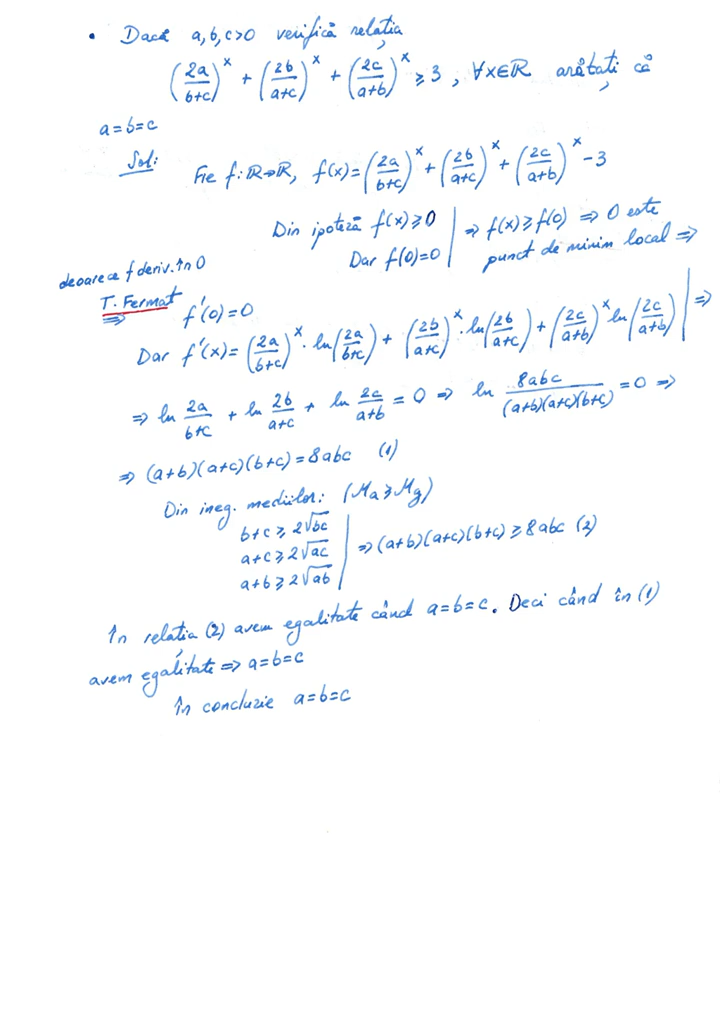 • Dacă a,b,c>0 verifică relația
(2a/(b+c))^x + (2b/(a+c))^x + (2c/(a+b))^x ⩾ 3 , ∀x∈ℝ arătați că
a=b=c
Sol: Fie f:ℝ→ℝ, f(x)=(2a/(b+c))^x + (2b/(a+c))^x + (2c/(a+b))^x - 3
Din ipoteză f(x)⩾0 | ⇒ f(x)⩾f(0) ⇒ 0 este
Dar f(0)=0 | punct de minim local ⇒
deoarece f deriv. în 0
T. Fermat ⇒ f'(0)=0
Dar f'(x)= (2a/(b+c))^x · ln(2a/(b+c)) + (2b/(a+c))^x · ln(2b/(a+c)) + (2c/(a+b))^x ln(2c/(a+b)) | ⇒
⇒ ln 2a/(b+c) + ln 2b/(a+c) + ln 2c/(a+b) = 0 ⇒ ln 8abc/((a+b)(a+c)(b+c)) = 0 ⇒
⇒ (a+b)(a+c)(b+c)=8abc (1)
Din ineg. mediilor: (Ma⩾Mg)
b+c ⩾ 2√bc
a+c ⩾ 2√ac | ⇒ (a+b)(a+c)(b+c) ⩾ 8abc (2)
a+b ⩾ 2√ab
În relația (2) avem egalitate când a=b=c. Deci când în (1)
avem egalitate ⇒ a=b=c
În concluzie a=b=c